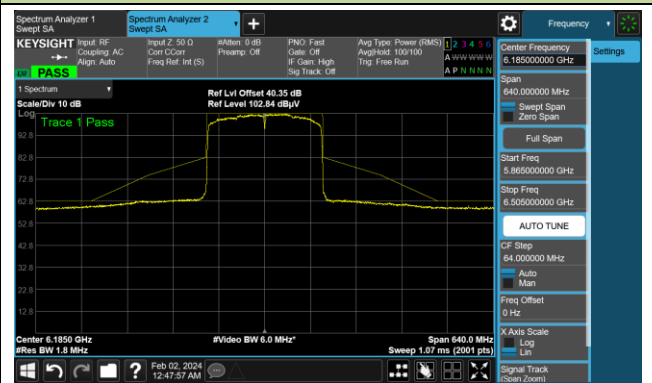 Spectrum Analyzer 1
Swept SA
Spectrum Analyzer 2
Swept SA
Frequency
KEYSIGHT
Input: RF
Coupling: AC
Align: Auto
Input Z: 50 Ω
Corr CCorr
Freq Ref: Int (S)
#Atten: 0 dB
Preamp: Off
PNO: Fast
Gate: Off
IF Gain: High
Sig Track: Off
Avg Type: Power (RMS)
Avg|Hold: 100/100
Trig: Free Run
1 2 3 4 5 6
A W W W W W
A P N N N N
PASS
Center Frequency
6.185000000 GHz
Settings
Span
640.000000 MHz
Swept Span
Zero Span
Full Span
Start Freq
5.865000000 GHz
Stop Freq
6.505000000 GHz
AUTO TUNE
CF Step
64.000000 MHz
Auto
Man
Freq Offset
0 Hz
X Axis Scale
Log
Lin
Signal Track
(Span Zoom)
1 Spectrum
Scale/Div 10 dB
Ref Lvl Offset 40.35 dB
Ref Level 102.84 dBµV
Log
Trace 1 Pass
92.8
82.8
72.8
62.8
52.8
42.8
32.8
22.8
12.8
Center 6.1850 GHz
#Res BW 1.8 MHz
#Video BW 6.0 MHz*
Span 640.0 MHz
Sweep 1.07 ms (2001 pts)
?
Feb 02, 2024
12:47:57 AM